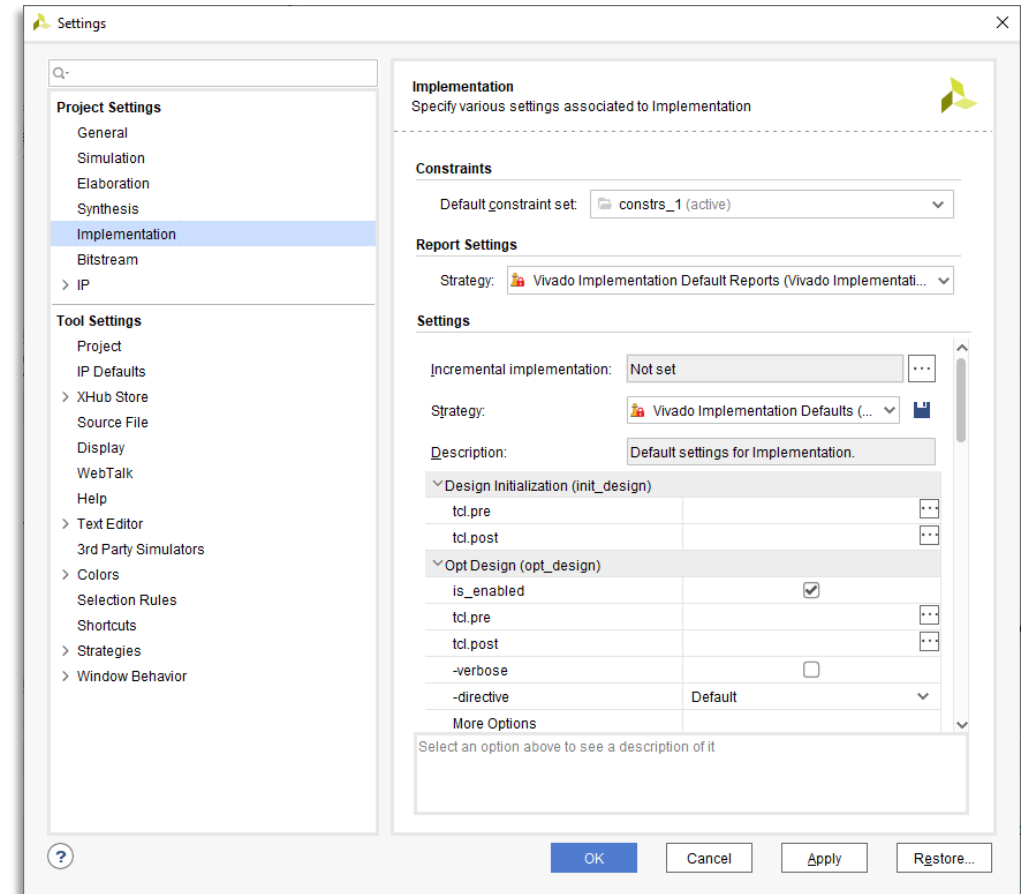 Settings
Q-
Project Settings
General
Simulation
Elaboration
Synthesis
Implementation
Bitstream
IP
Tool Settings
Project
IP Defaults
XHub Store
Source File
Display
WebTalk
Help
Text Editor
3rd Party Simulators
Colors
Selection Rules
Shortcuts
Strategies
Window Behavior
Implementation
Specify various settings associated to Implementation
Constraints
Default constraint set: constrs_1 (active)
Report Settings
Strategy: Vivado Implementation Default Reports (Vivado Implementati...
Settings
Incremental implementation: Not set ...
Strategy: Vivado Implementation Defaults (...
Description: Default settings for Implementation.
Design Initialization (init_design)
tcl.pre ...
tcl.post ...
Opt Design (opt_design)
is_enabled
tcl.pre ...
tcl.post ...
-verbose
-directive Default
More Options
Select an option above to see a description of it
? OK Cancel Apply Restore...